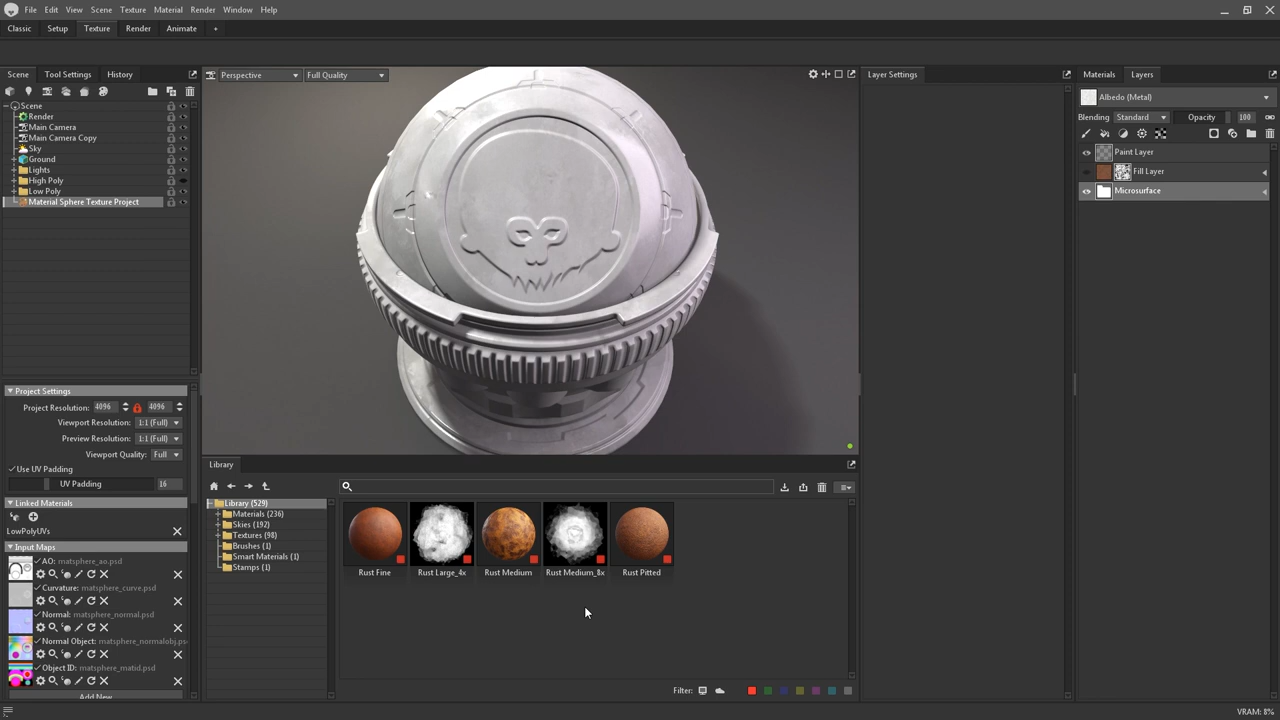 File Edit View Scene Texture Material Render Window Help
Classic Setup Texture Render Animate +
Scene Tool Settings History
Perspective Full Quality
Layer Settings
Materials Layers
Scene
Render
Main Camera
Main Camera Copy
Sky
Ground
Lights
High Poly
Low Poly
Material Sphere Texture Project
Albedo (Metal)
Blending Standard Opacity 100
Paint Layer
Fill Layer
Microsurface
Project Settings
Project Resolution: 4096 4096
Viewport Resolution: 1:1 (Full)
Preview Resolution: 1:1 (Full)
Viewport Quality: Full
Use UV Padding
UV Padding 16
Linked Materials
LowPolyUVs
Input Maps
AO: matsphere_ao.psd
Curvature: matsphere_curve.psd
Normal: matsphere_normal.psd
Normal Object: matsphere_normalobj.ps
Object ID: matsphere_matid.psd
Add New
Library
Library (529)
Materials (236)
Skies (192)
Textures (98)
Brushes (1)
Smart Materials (1)
Stamps (1)
Rust Fine Rust Large_4x Rust Medium Rust Medium_8x Rust Pitted
Filter:
VRAM: 8%